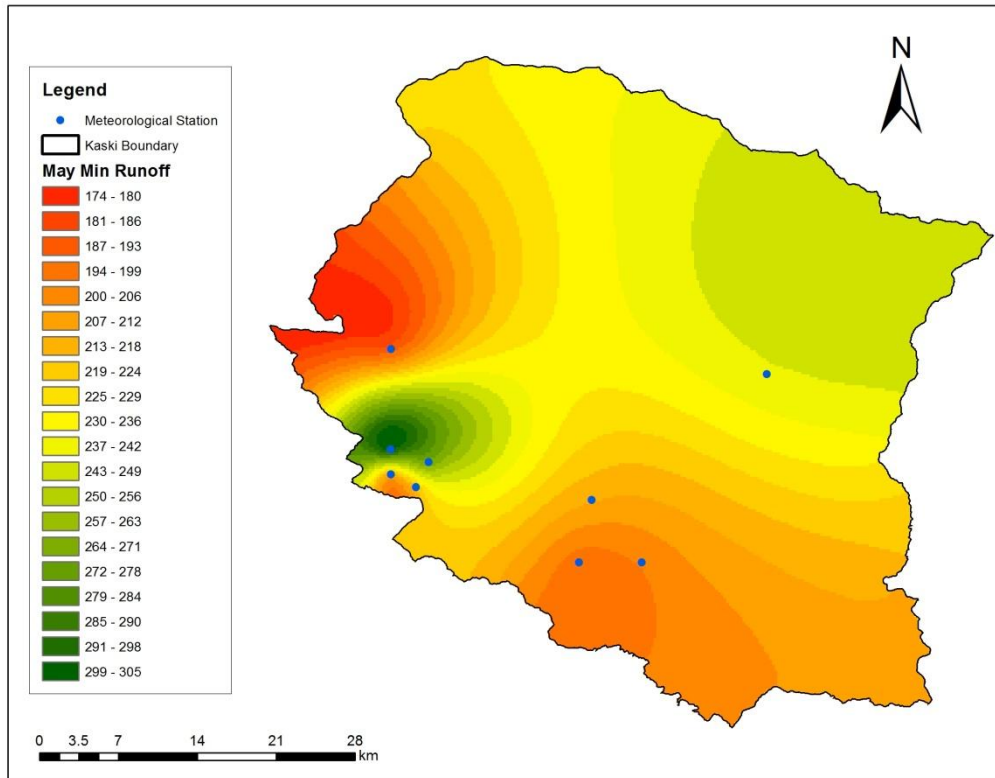 N
Legend
Meteorological Station
Kaski Boundary
May Min Runoff
174 - 180
181 - 186
187 - 193
194 - 199
200 - 206
207 - 212
213 - 218
219 - 224
225 - 229
230 - 236
237 - 242
243 - 249
250 - 256
257 - 263
264 - 271
272 - 278
279 - 284
285 - 290
291 - 298
299 - 305
0 3.5 7 14 21 28
km